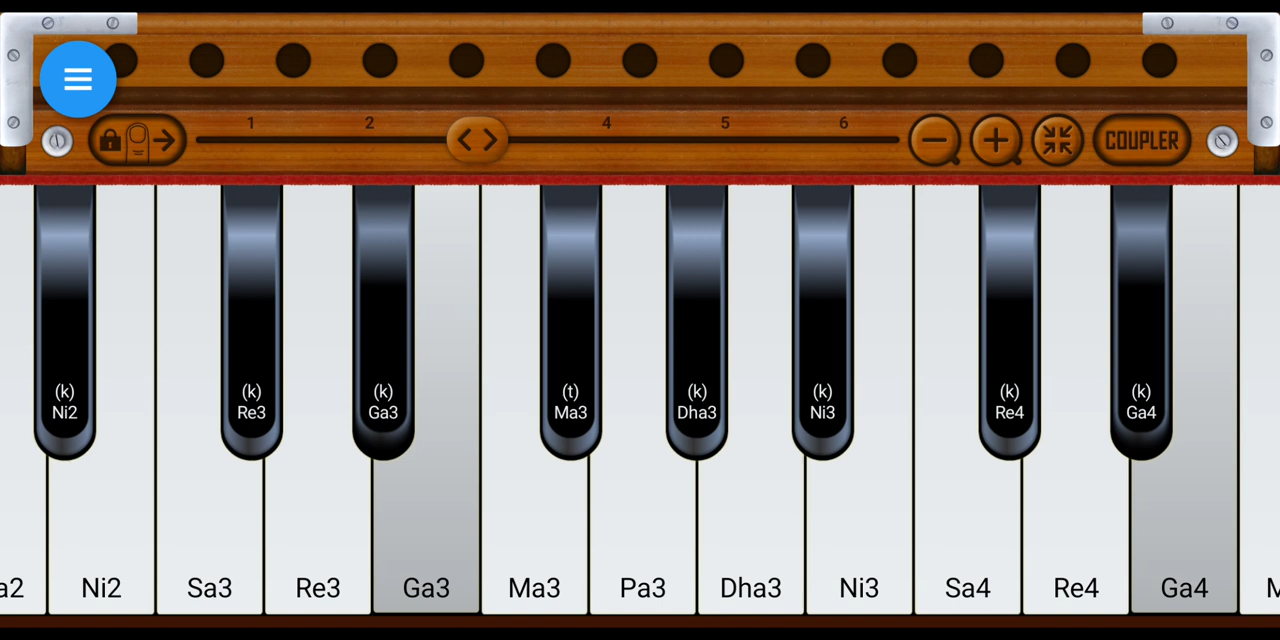 1 2 4 5 6
COUPLER
(k) (k) (k) (t) (k) (k) (k) (k)
Ni2 Re3 Ga3 Ma3 Dha3 Ni3 Re4 Ga4
a2 Ni2 Sa3 Re3 Ga3 Ma3 Pa3 Dha3 Ni3 Sa4 Re4 Ga4 M